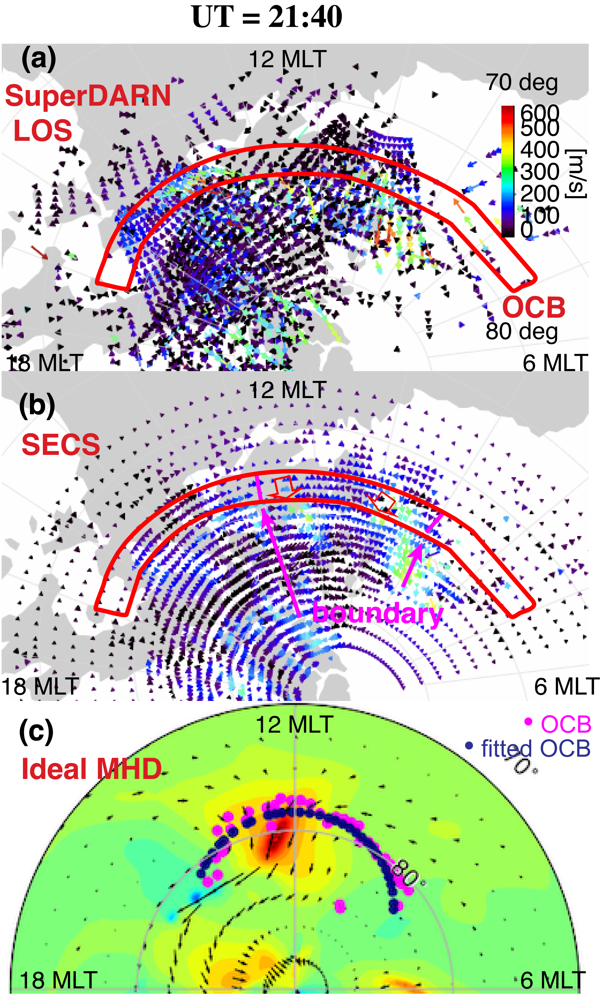 UT = 21:40
(a)
12 MLT
SuperDARN
LOS
70 deg
600
500
400
300
200
100
0
[m/s]
OCB
80 deg
18 MLT
6 MLT
(b)
12 MLT
SECS
boundary
18 MLT
6 MLT
(c)
12 MLT
OCB
fitted OCB
Ideal MHD
70°
80°
18 MLT
6 MLT